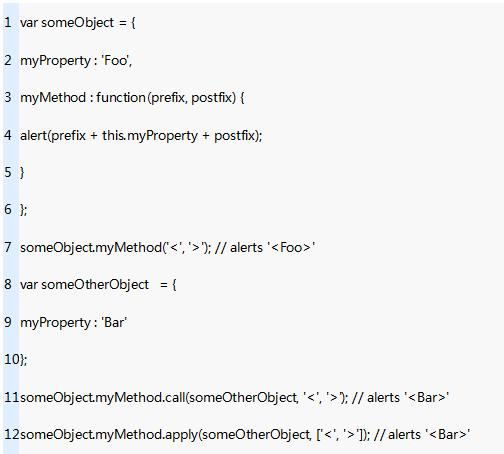 1 var someObject = {
2 myProperty : 'Foo',
3 myMethod : function(prefix, postfix) {
4 alert(prefix + this.myProperty + postfix);
5 }
6 };
7 someObject.myMethod('<', '>'); // alerts '<Foo>'
8 var someOtherObject = {
9 myProperty : 'Bar'
10};
11someObject.myMethod.call(someOtherObject, '<', '>'); // alerts '<Bar>'
12someObject.myMethod.apply(someOtherObject, ['<', '>']); // alerts '<Bar>'